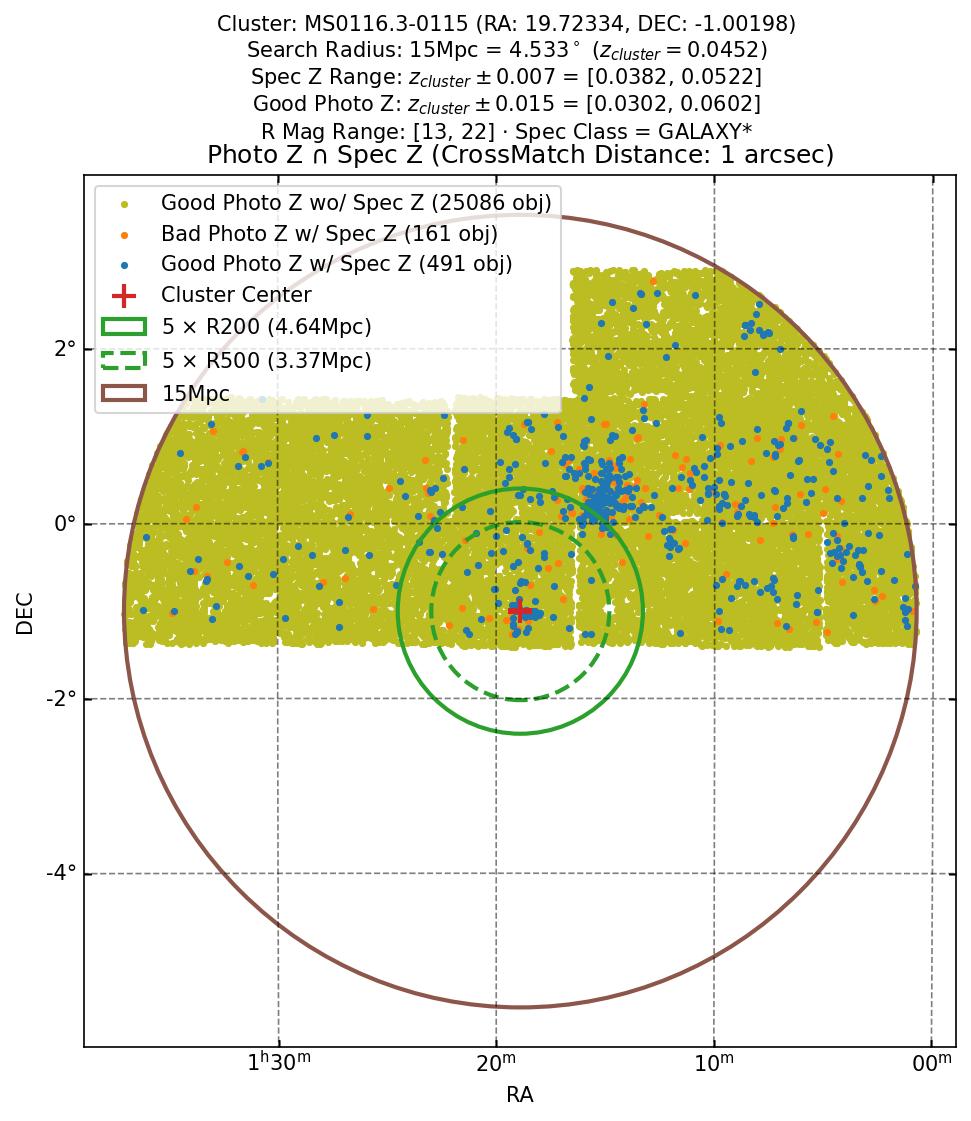 Cluster: MS0116.3-0115 (RA: 19.72334, DEC: -1.00198)
Search Radius: 15Mpc = 4.533° (z_cluster = 0.0452)
Spec Z Range: z_cluster ± 0.007 = [0.0382, 0.0522]
Good Photo Z: z_cluster ± 0.015 = [0.0302, 0.0602]
R Mag Range: [13, 22] · Spec Class = GALAXY*
Photo Z ∩ Spec Z (CrossMatch Distance: 1 arcsec)
Good Photo Z wo/ Spec Z (25086 obj)
Bad Photo Z w/ Spec Z (161 obj)
Good Photo Z w/ Spec Z (491 obj)
Cluster Center
5 × R200 (4.64Mpc)
5 × R500 (3.37Mpc)
15Mpc
2°
0°
-2°
-4°
DEC
1ʰ30ᵐ
20ᵐ
10ᵐ
00ᵐ
RA